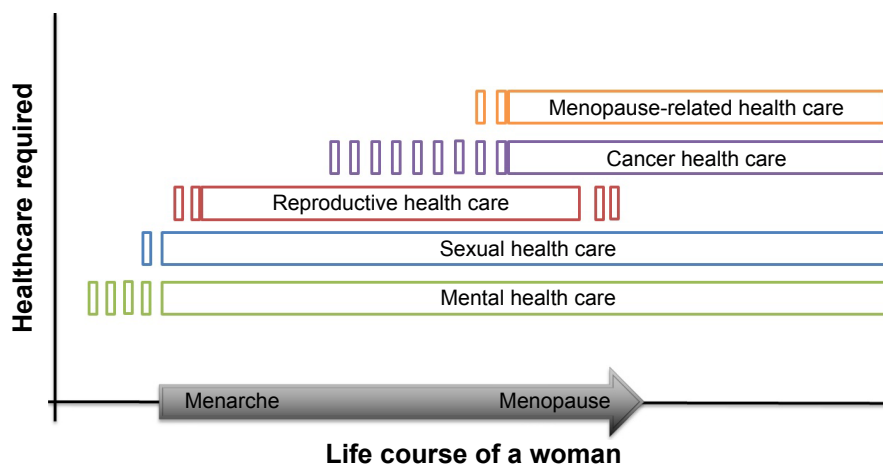 Healthcare required
Menopause-related health care
Cancer health care
Reproductive health care
Sexual health care
Mental health care
Menarche
Menopause
Life course of a woman